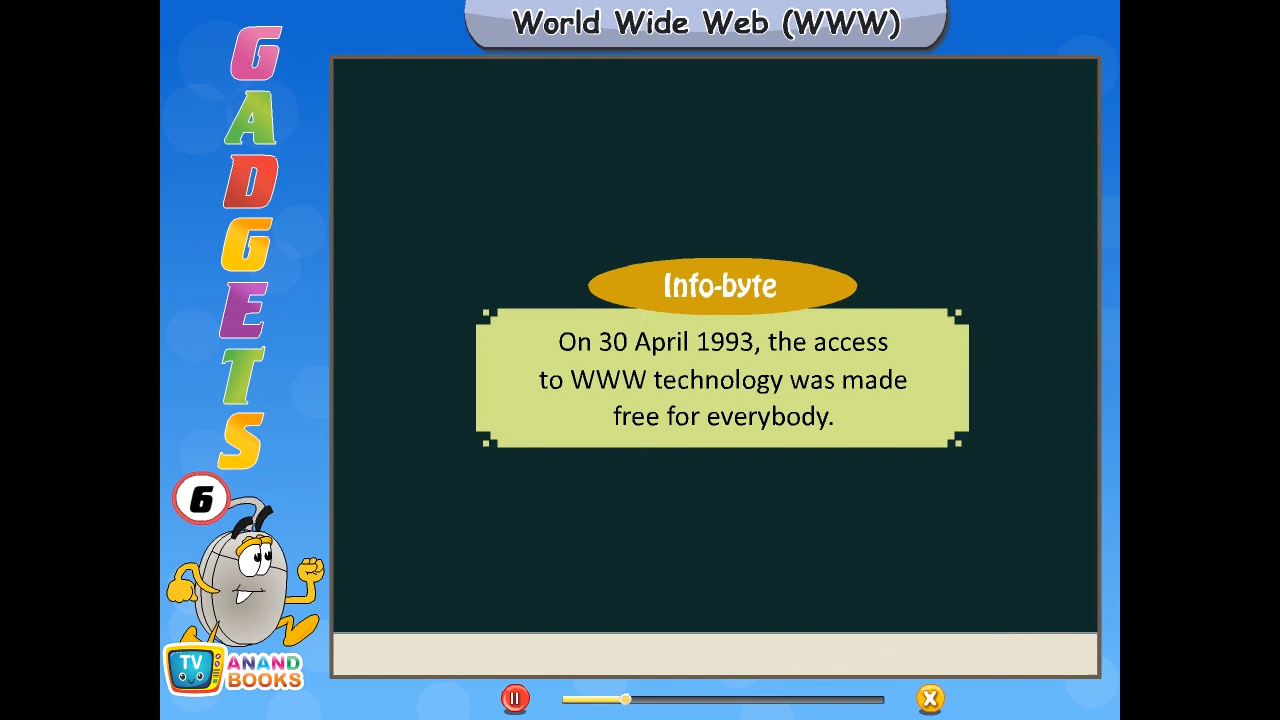 World Wide Web (WWW)
GADGETS
6
Info-byte
On 30 April 1993, the access
to WWW technology was made
free for everybody.
TV
ANAND
BOOKS
X